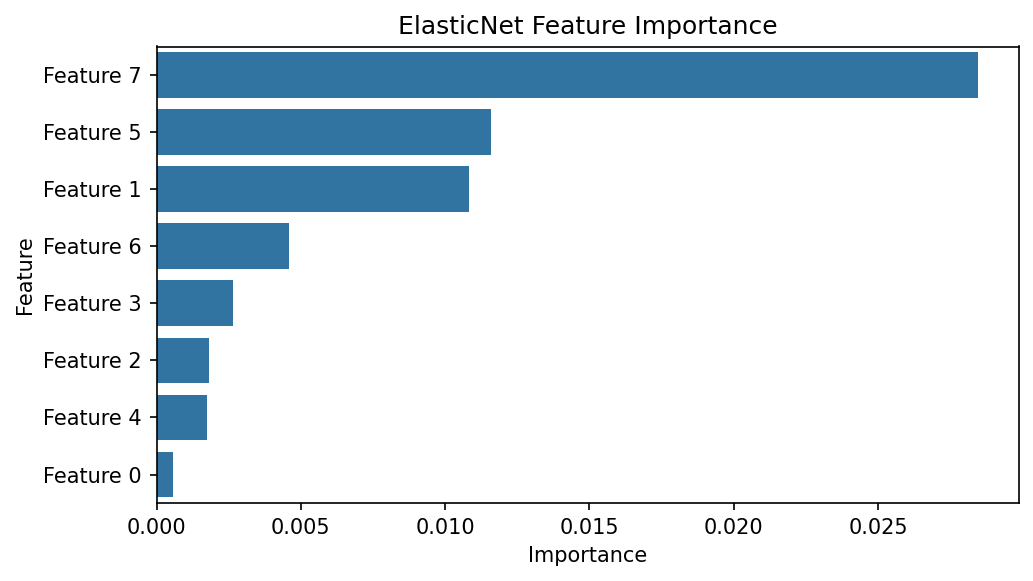 ElasticNet Feature Importance
Feature
Feature 7
Feature 5
Feature 1
Feature 6
Feature 3
Feature 2
Feature 4
Feature 0
0.000 0.005 0.010 0.015 0.020 0.025
Importance